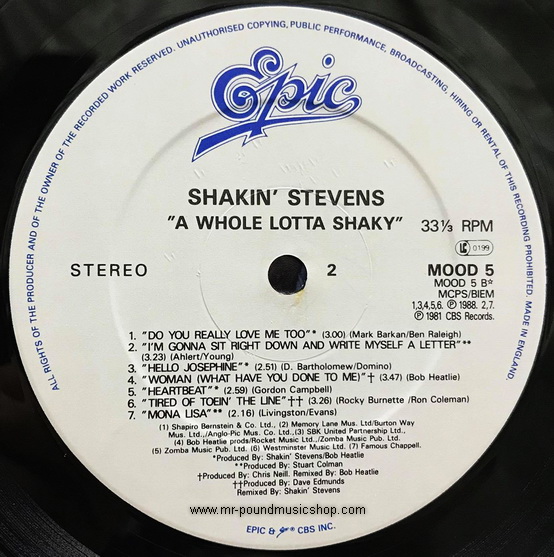 ALL RIGHTS OF THE PRODUCER AND OF THE OWNER OF THE RECORDED WORK RESERVED. UNAUTHORISED COPYING, PUBLIC PERFORMANCE, BROADCASTING, HIRING OR RENTAL OF THIS RECORDING PROHIBITED. MADE IN ENGLAND.
Epic
SHAKIN' STEVENS
"A WHOLE LOTTA SHAKY"
33⅓ RPM
LC 0199
STEREO
2
MOOD 5
MOOD 5 B☆
MCPS/BIEM
1,3,4,5,6. ℗ 1988. 2,7.
℗ 1981 CBS Records.
1. "DO YOU REALLY LOVE ME TOO"* (3.00) (Mark Barkan/Ben Raleigh)
2. "I'M GONNA SIT RIGHT DOWN AND WRITE MYSELF A LETTER"**
(3.23) (Ahlert/Young)
3. "HELLO JOSEPHINE"* (2.51) (D. Bartholomew/Domino)
4. "WOMAN (WHAT HAVE YOU DONE TO ME)"† (3.47) (Bob Heatlie)
5. "HEARTBEAT"* (2.59) (Gordon Campbell)
6. "TIRED OF TOEIN' THE LINE"†† (3.26) (Rocky Burnette /Ron Coleman)
7. "MONA LISA"** (2.16) (Livingston/Evans)
(1) Shapiro Bernstein & Co. Ltd., (2) Memory Lane Mus. Ltd/Burton Way
Mus. Ltd.,/Anglo-Pic Mus. Co. Ltd., (3) SBK United Partnership Ltd.,
(4) Bob Heatlie prods/Rocket Music Ltd./Zomba Music Pub. Ltd.
(5) Zomba Music Pub. Ltd. (6) Westminster Music Ltd. (7) Famous Chappell.
*Produced By: Shakin' Stevens/Bob Heatlie
**Produced By: Stuart Colman
†Produced By: Chris Neill. Remixed By: Bob Heatlie
††Produced By: Dave Edmunds
Remixed By: Shakin' Stevens
www.mr-poundmusicshop.com
EPIC & ® CBS INC.